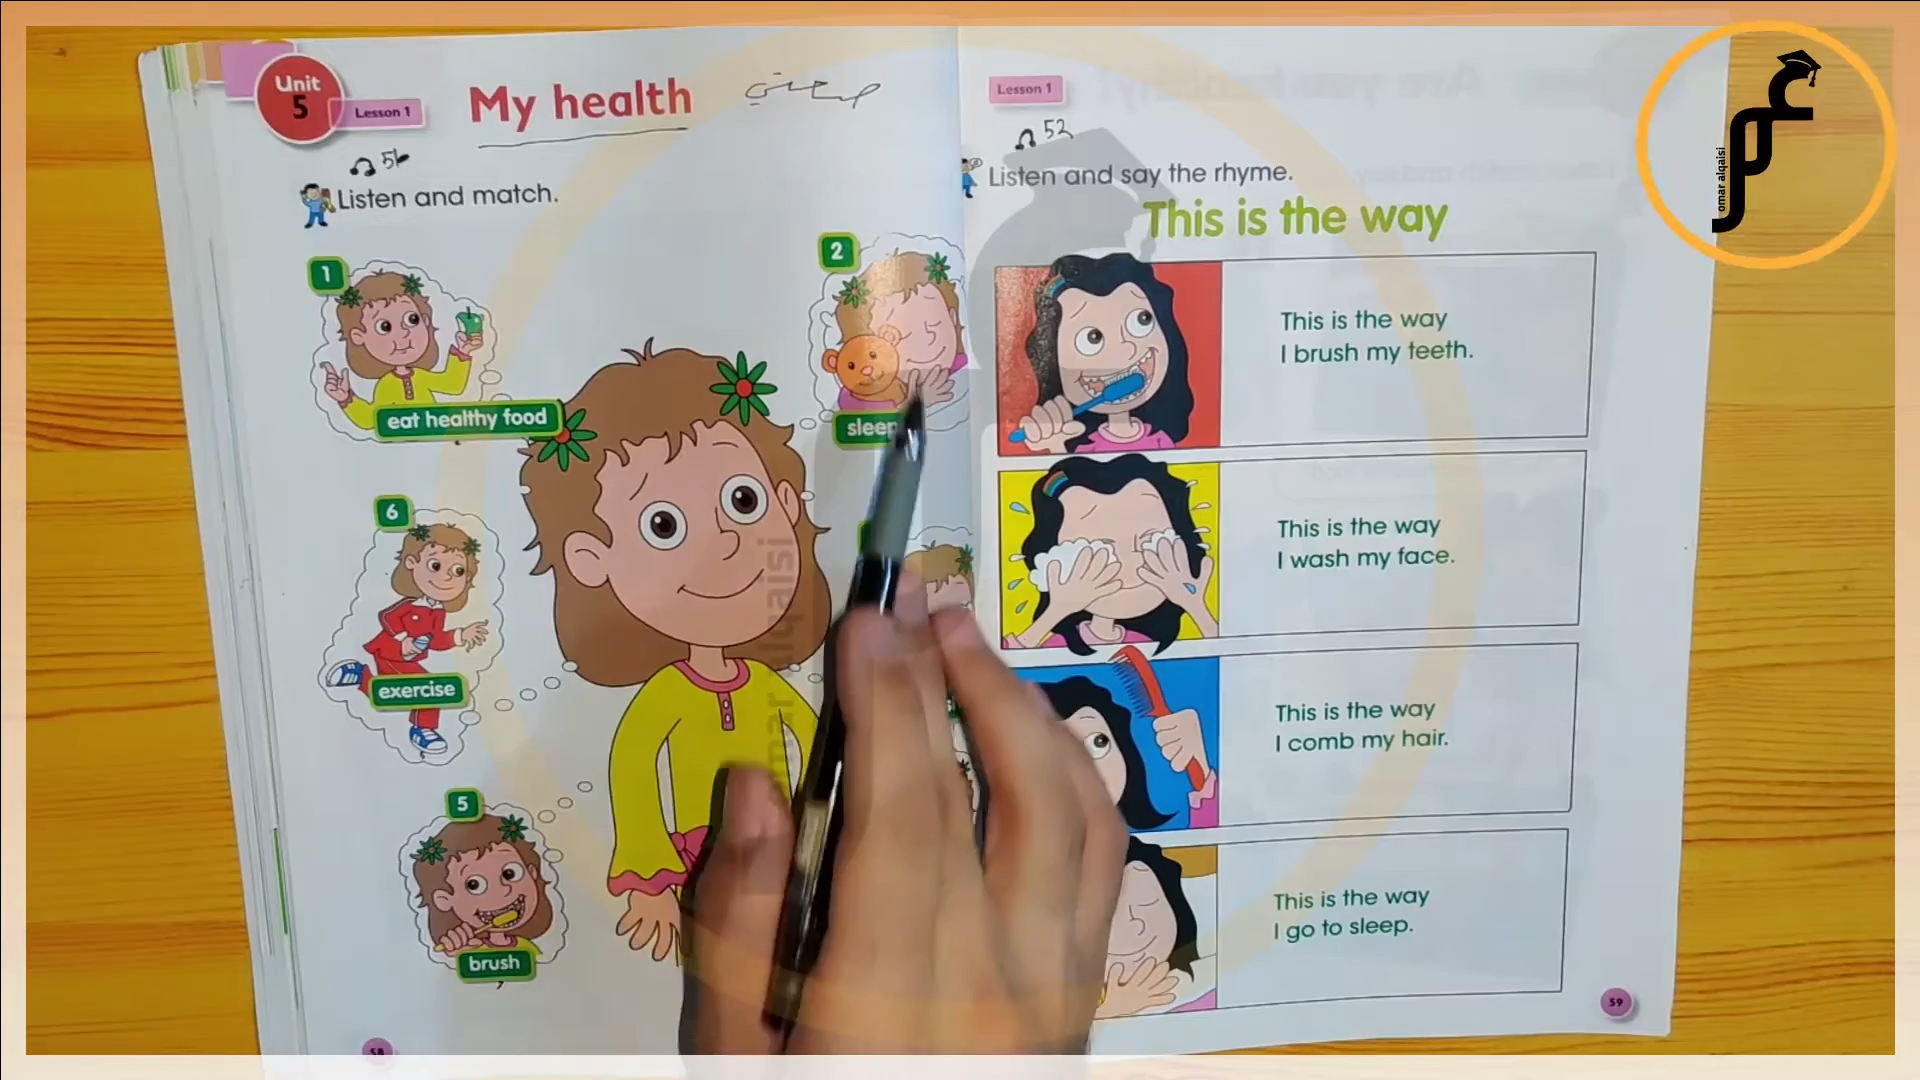 Unit
5
Lesson 1
My health
صحتي
51
Listen and match.
1
eat healthy food
2
sleep
6
exercise
5
brush
58
Lesson 1
52
Listen and say the rhyme.
This is the way
This is the way
I brush my teeth.
This is the way
I wash my face.
This is the way
I comb my hair.
This is the way
I go to sleep.
59
omar alqaisi
omar alqaisi